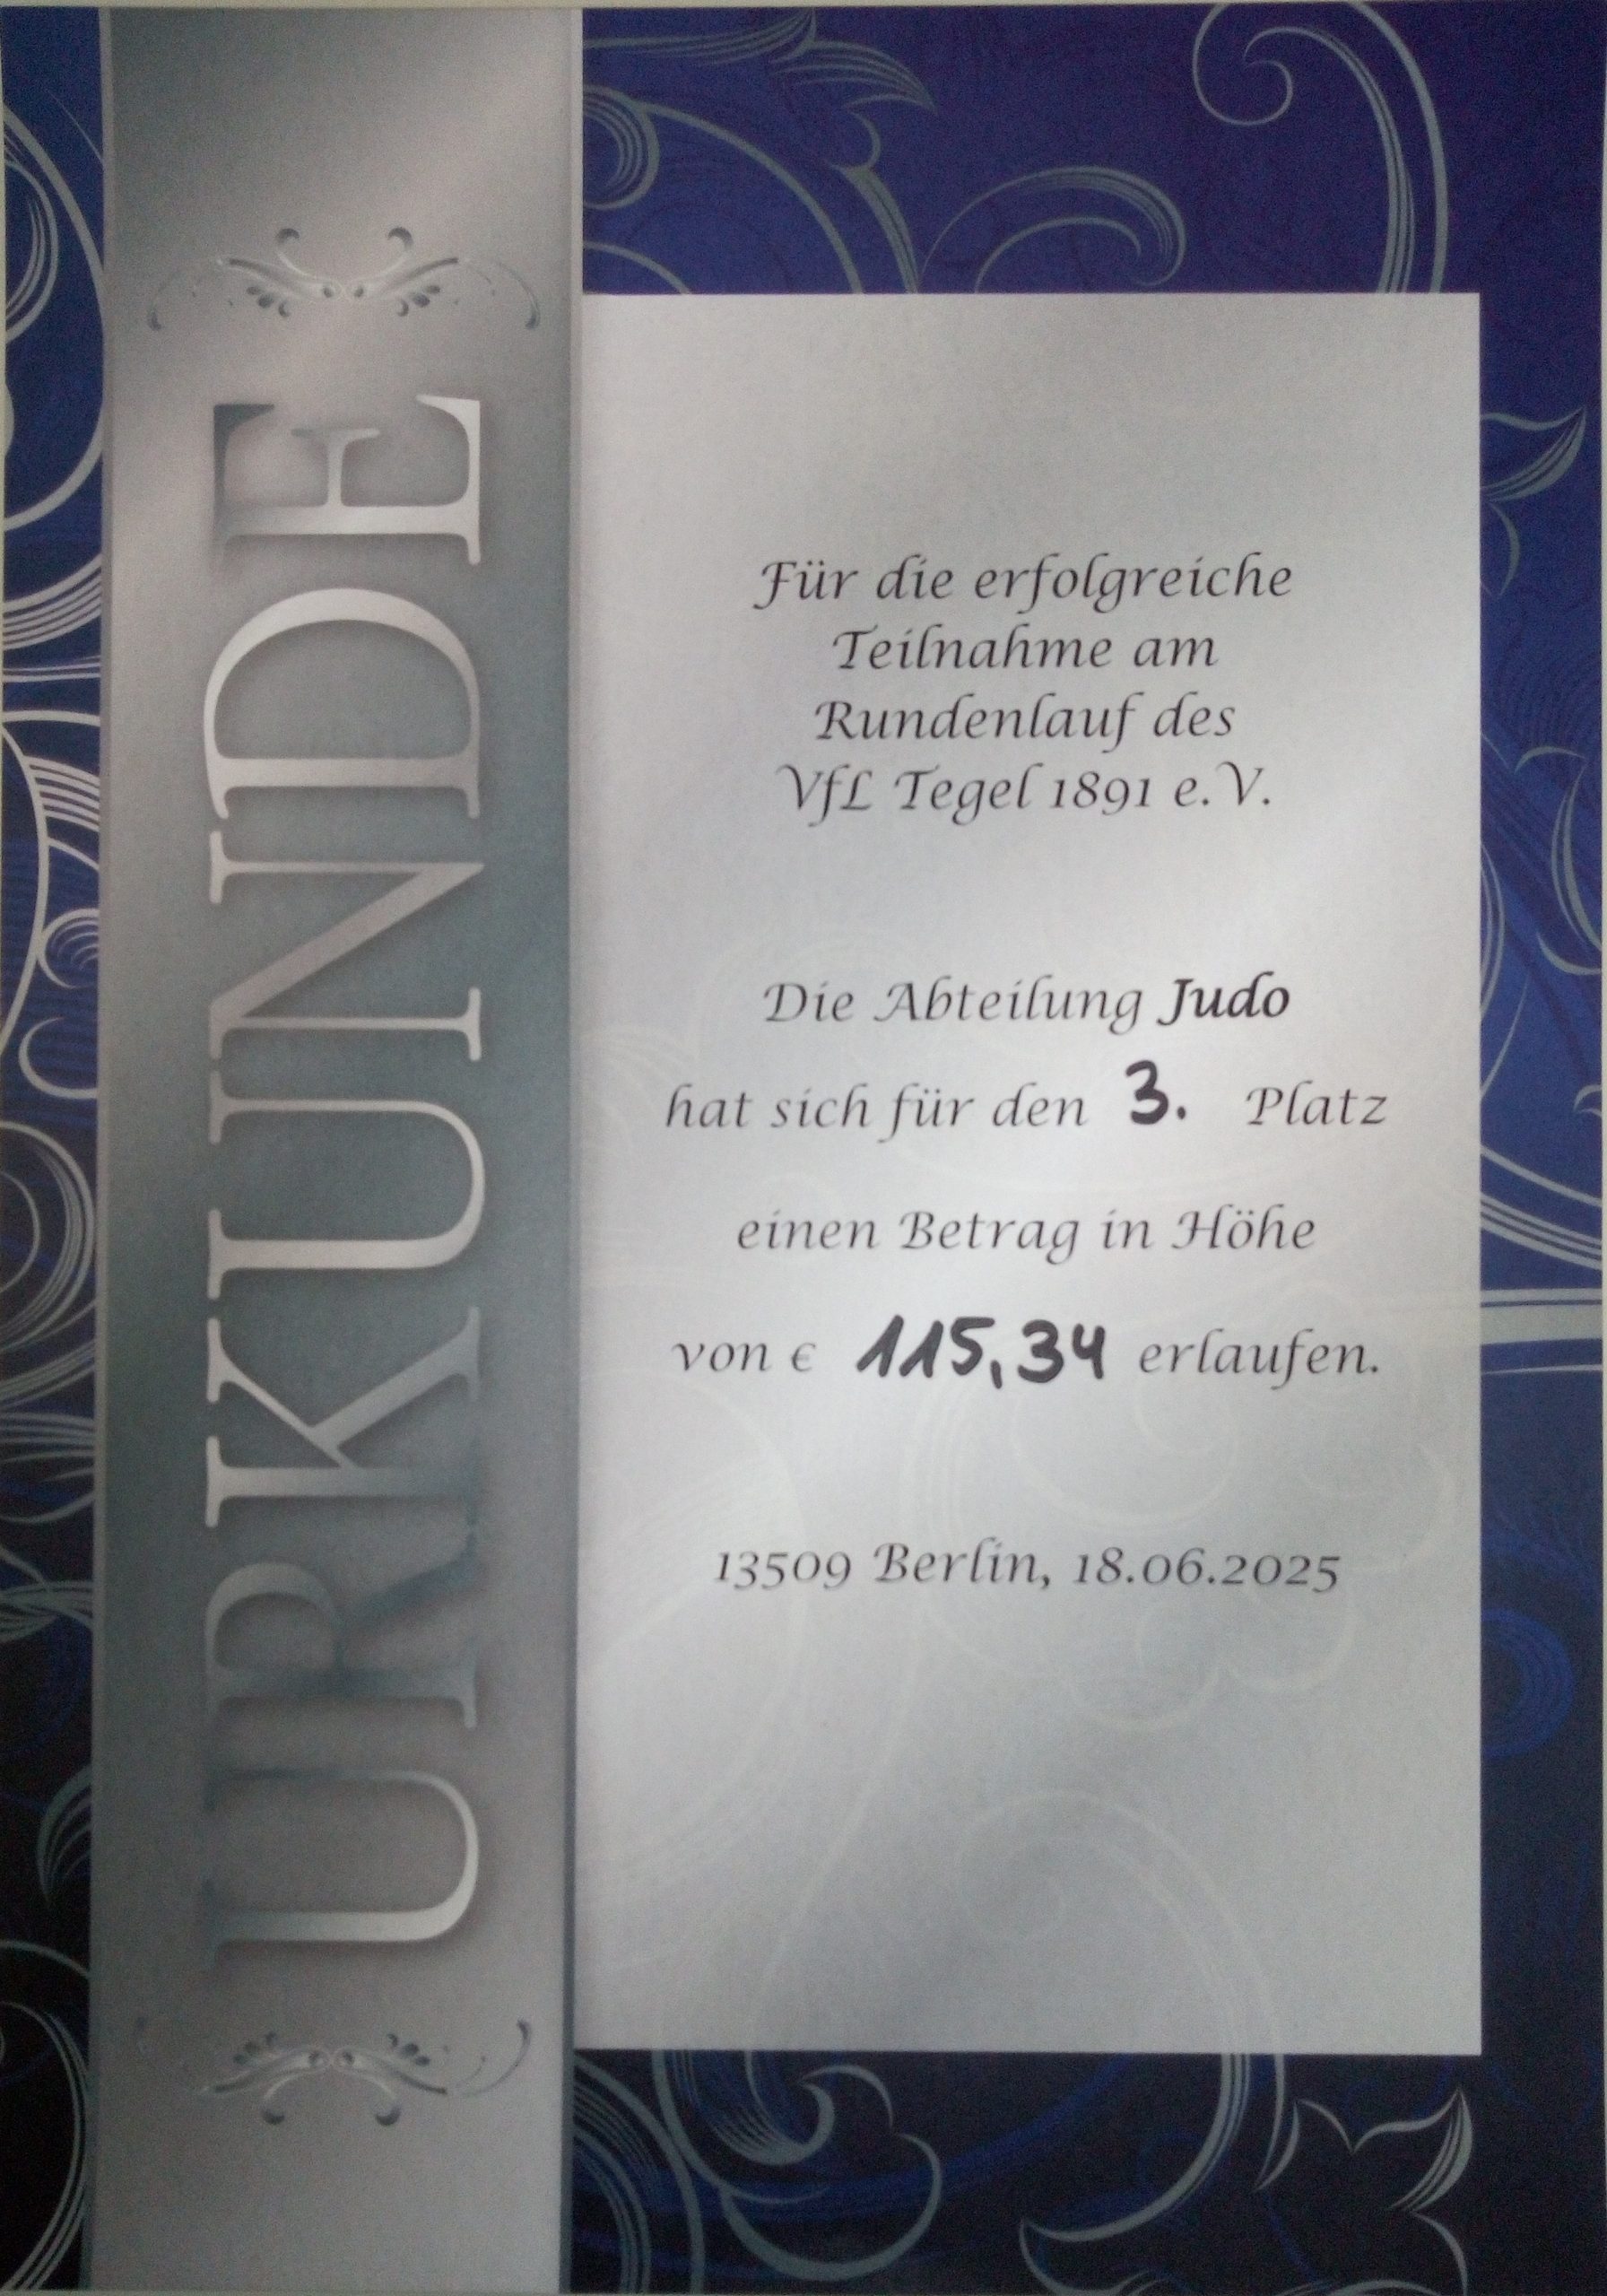 URKUNDE
Für die erfolgreiche
Teilnahme am
Rundenlauf des
VfL Tegel 1891 e.V.
Die Abteilung Judo
hat sich für den 3. Platz
einen Betrag in Höhe
von € 115,34 erlaufen.
13509 Berlin, 18.06.2025